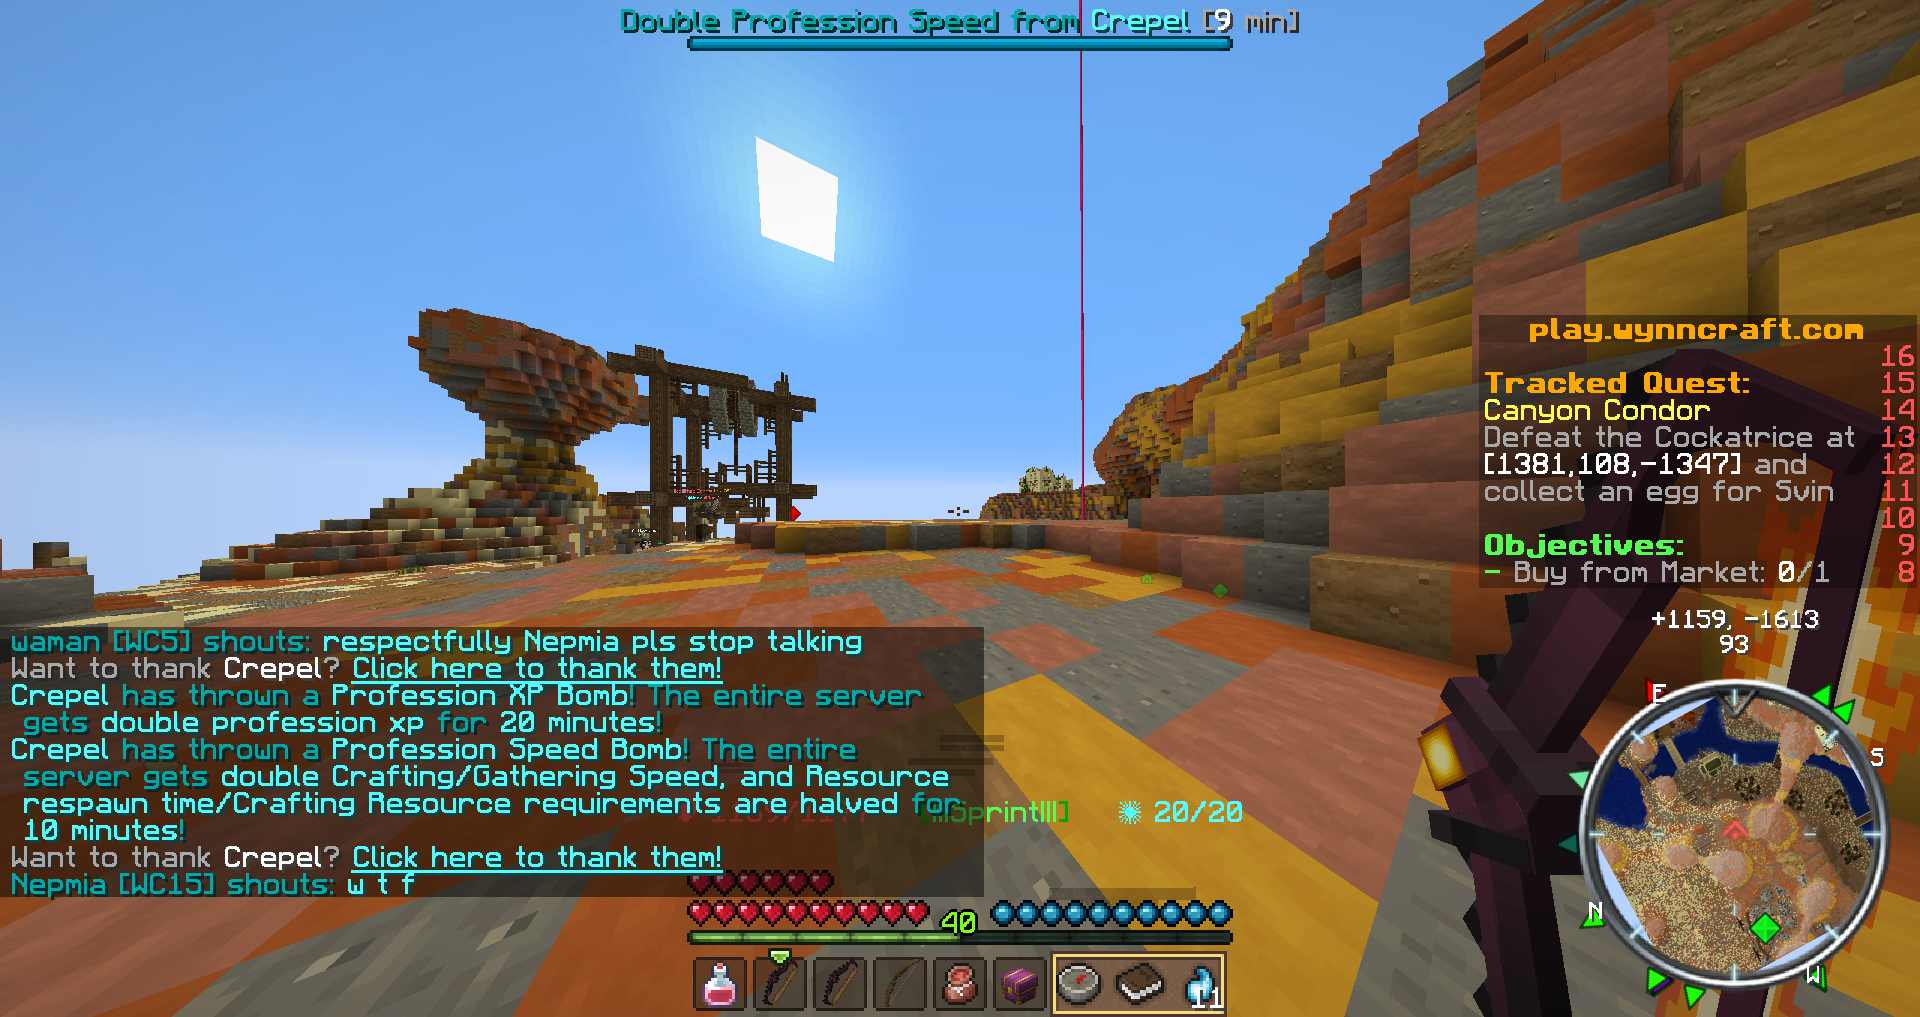 Double Profession Speed from Crepel [9 min]
play.wynncraft.com
16
Tracked Quest: 15
Canyon Condor 14
Defeat the Cockatrice at 13
[1381,108,-1347] and 12
collect an egg for Svin 11
10
Objectives: 9
- Buy from Market: 0/1 8
+1159, -1613
93
E
S
N
W
waman [WC5] shouts: respectfully Nepmia pls stop talking
Want to thank Crepel? Click here to thank them!
Crepel has thrown a Profession XP Bomb! The entire server
gets double profession xp for 20 minutes!
Crepel has thrown a Profession Speed Bomb! The entire
server gets double Crafting/Gathering Speed, and Resource
respawn time/Crafting Resource requirements are halved for
10 minutes!
Want to thank Crepel? Click here to thank them!
Nepmia [WC15] shouts: w t f
Sprint
20/20
40
11